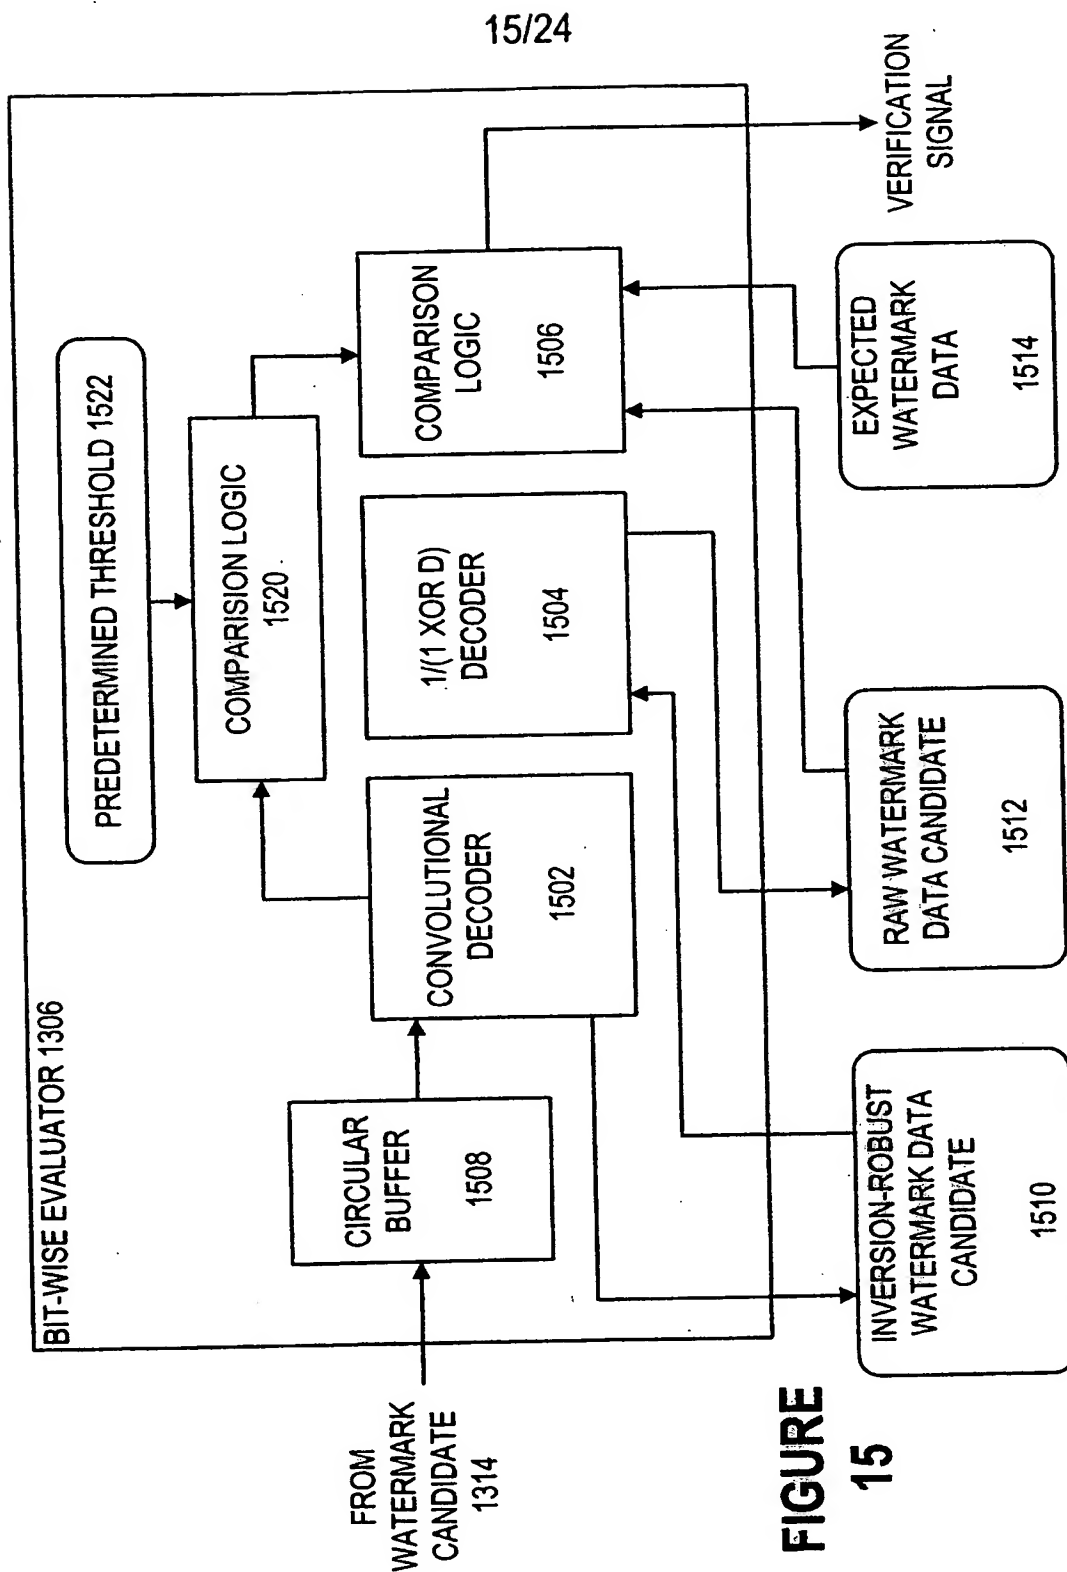 15/24
BIT-WISE EVALUATOR 1306
PREDETERMINED THRESHOLD 1522
COMPARISION LOGIC
1520
FROM
WATERMARK
CANDIDATE
1314
CIRCULAR
BUFFER
1508
CONVOLUTIONAL
DECODER
1502
1/(1 XOR D)
DECODER
1504
COMPARISON
LOGIC
1506
INVERSION-ROBUST
WATERMARK DATA
CANDIDATE
1510
RAW WATERMARK
DATA CANDIDATE
1512
EXPECTED
WATERMARK
DATA
1514
VERIFICATION
SIGNAL
FIGURE
15